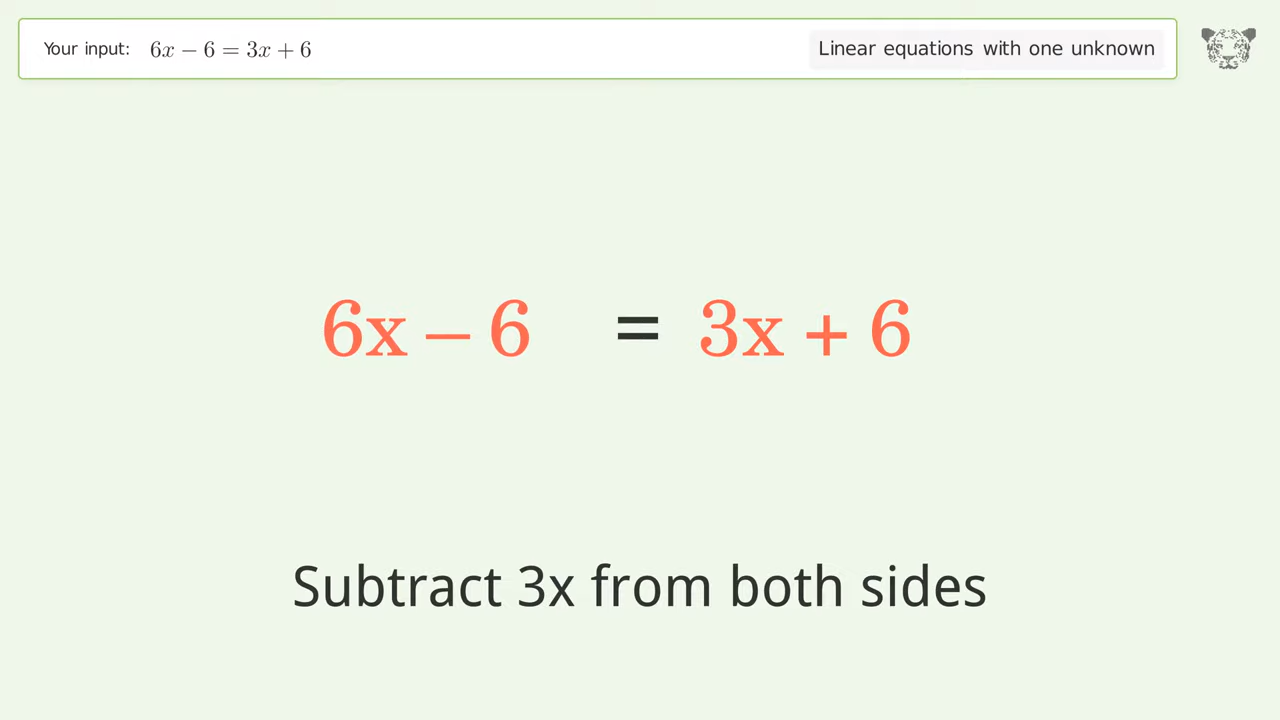 Your input: 6x − 6 = 3x + 6
Linear equations with one unknown
6x – 6 = 3x + 6
Subtract 3x from both sides